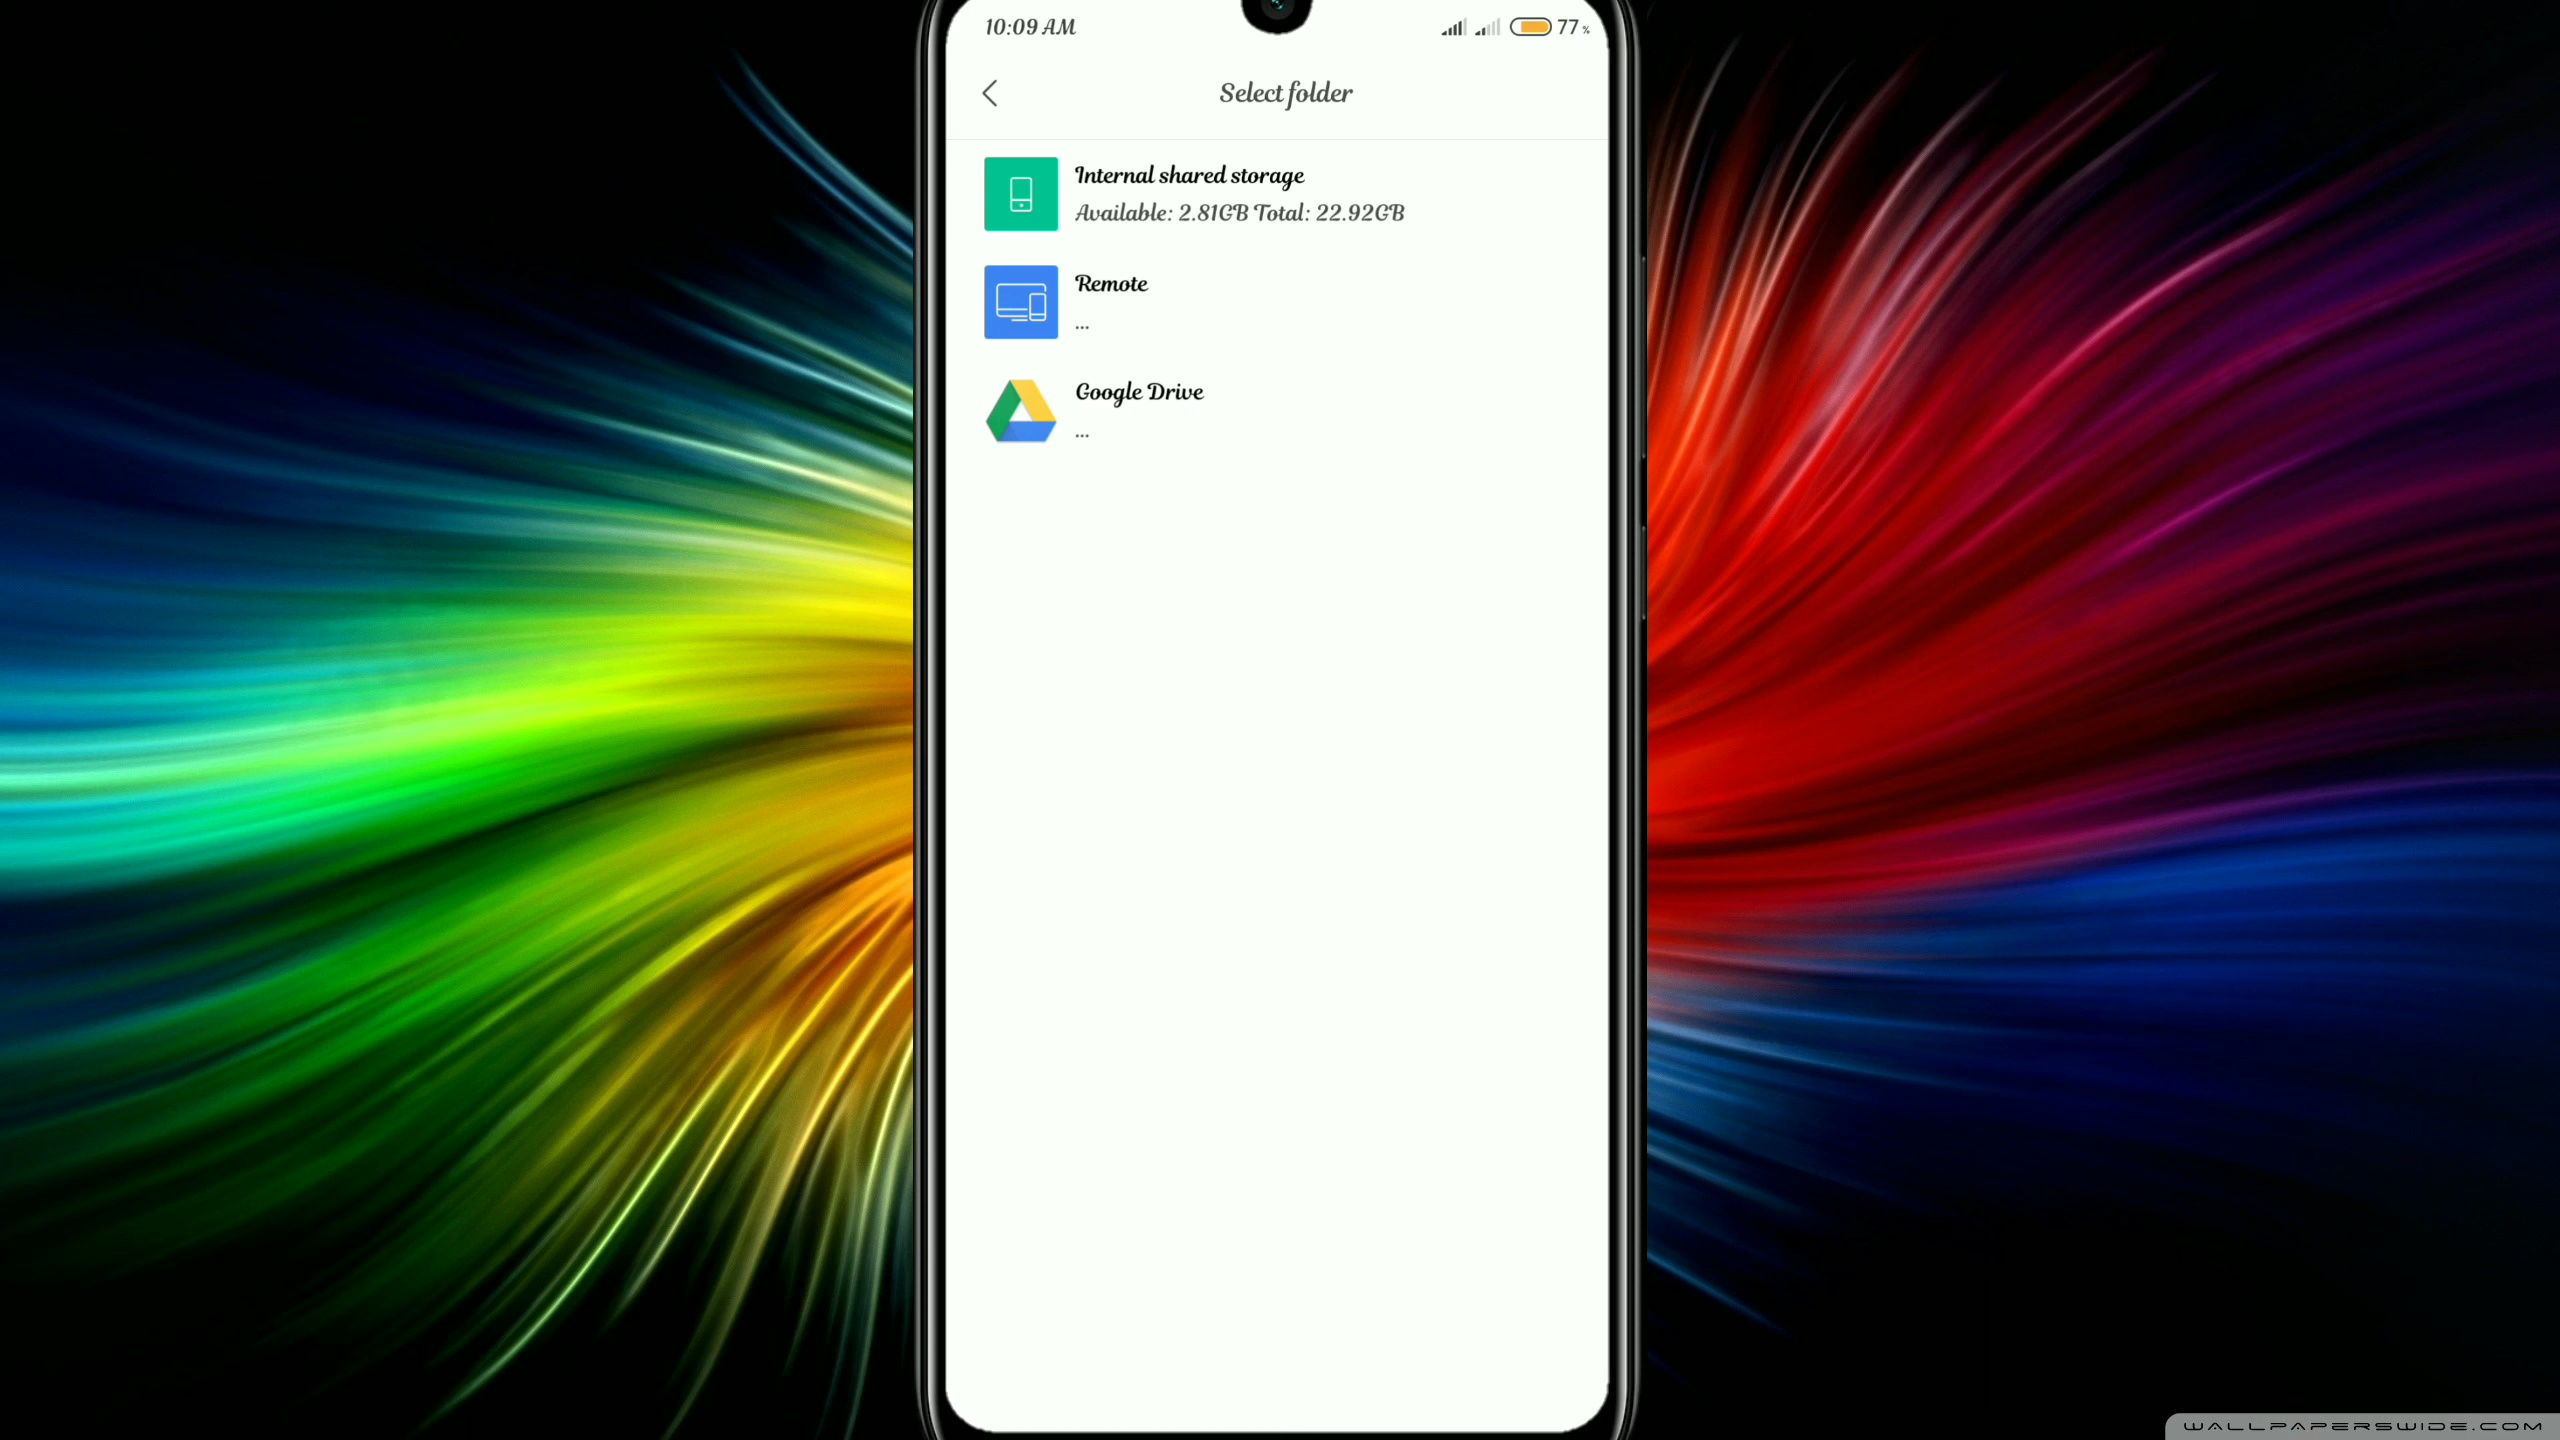 10:09 AM
77 %
Select folder
Internal shared storage
Available: 2.81GB Total: 22.92GB
Remote
...
Google Drive
...
WALLPAPERSWIDE.COM